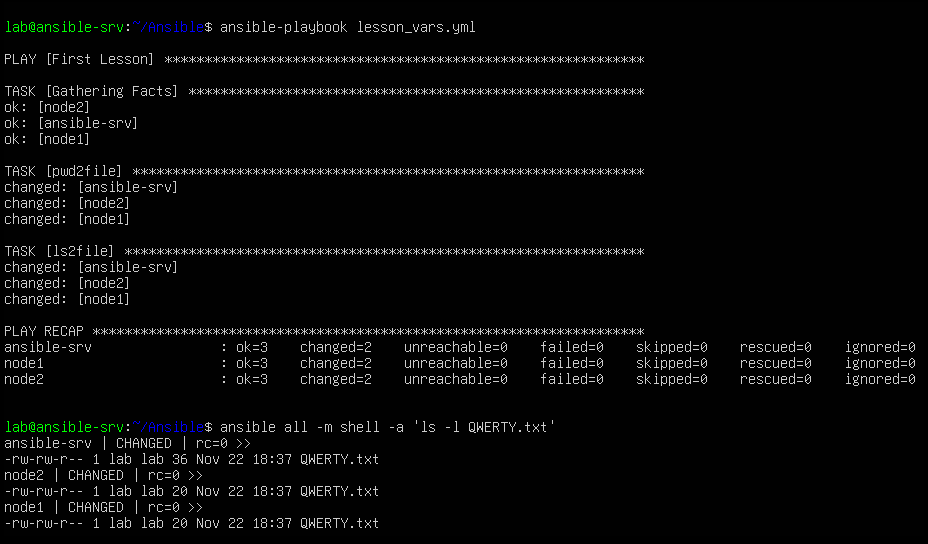 lab@ansible-srv:~/Ansible$ ansible-playbook lesson_vars.yml
PLAY [First Lesson] ************************************************************
TASK [Gathering Facts] *********************************************************
ok: [node2]
ok: [ansible-srv]
ok: [node1]
TASK [pwd2file] ****************************************************************
changed: [ansible-srv]
changed: [node2]
changed: [node1]
TASK [ls2file] *****************************************************************
changed: [ansible-srv]
changed: [node2]
changed: [node1]
PLAY RECAP *********************************************************************
ansible-srv                : ok=3    changed=2    unreachable=0    failed=0    skipped=0    rescued=0    ignored=0
node1                      : ok=3    changed=2    unreachable=0    failed=0    skipped=0    rescued=0    ignored=0
node2                      : ok=3    changed=2    unreachable=0    failed=0    skipped=0    rescued=0    ignored=0
lab@ansible-srv:~/Ansible$ ansible all -m shell -a 'ls -l QWERTY.txt'
ansible-srv | CHANGED | rc=0 >>
-rw-rw-r-- 1 lab lab 36 Nov 22 18:37 QWERTY.txt
node2 | CHANGED | rc=0 >>
-rw-rw-r-- 1 lab lab 20 Nov 22 18:37 QWERTY.txt
node1 | CHANGED | rc=0 >>
-rw-rw-r-- 1 lab lab 20 Nov 22 18:37 QWERTY.txt